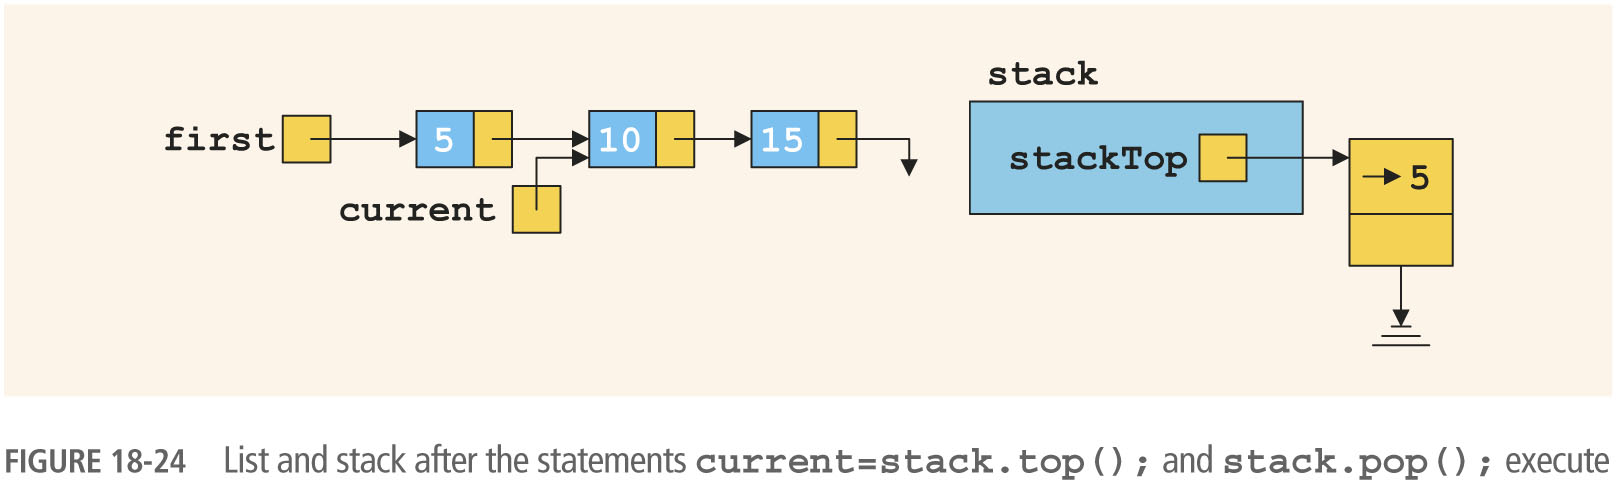 stack
first 5 10 15 stackTop 5
current
FIGURE 18-24 List and stack after the statements current=stack.top(); and stack.pop(); execute